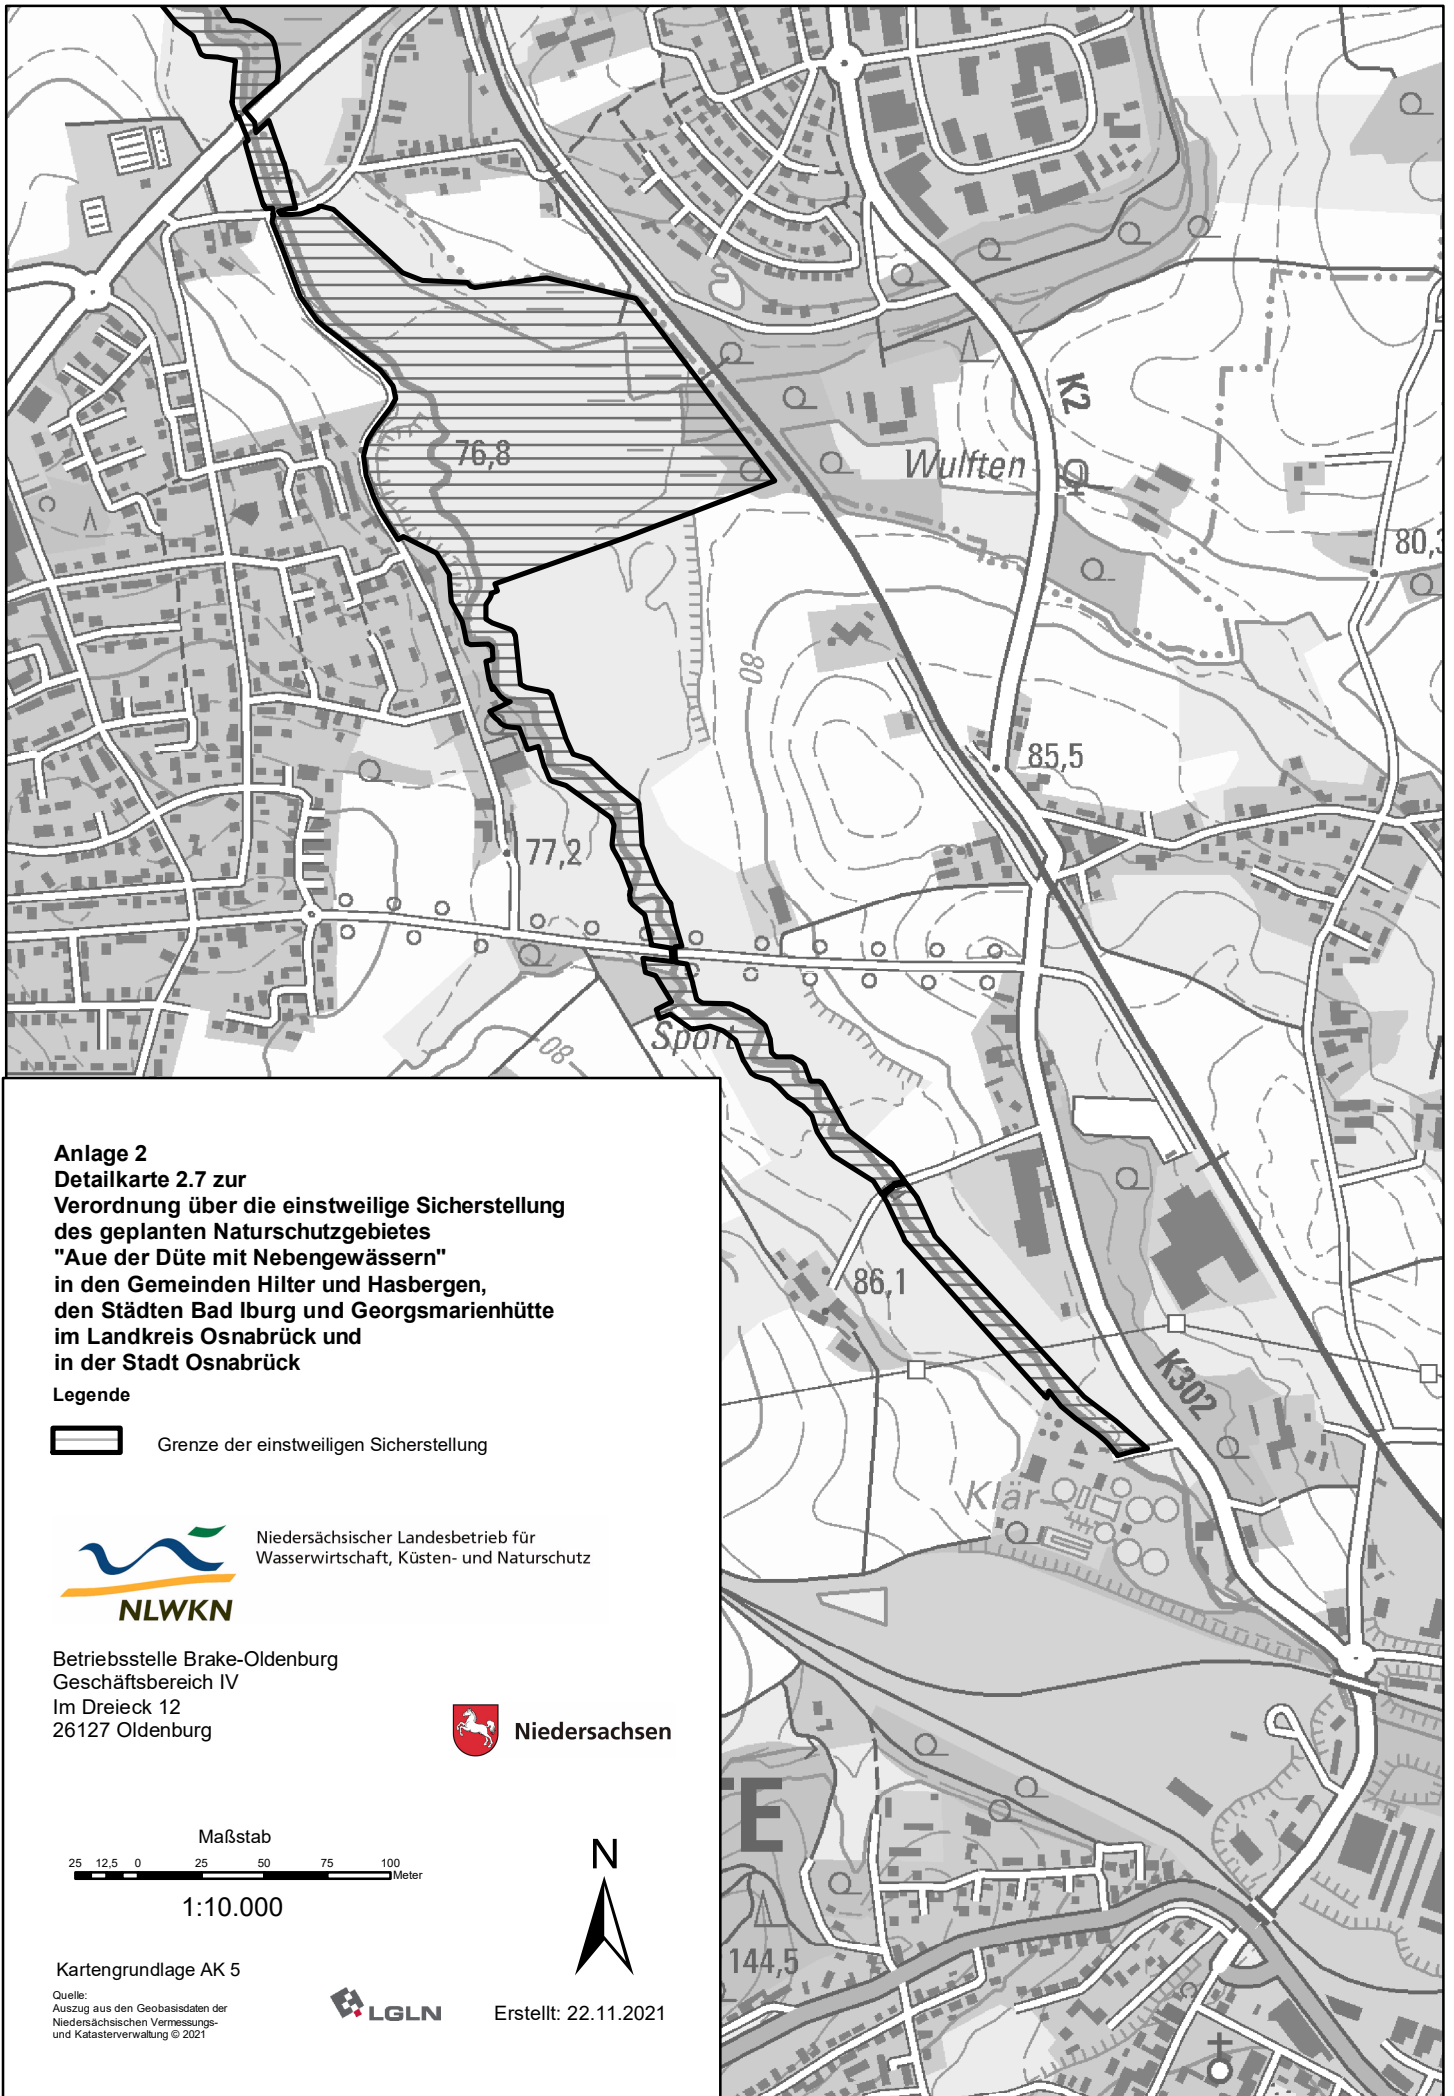 76,8
Wulften
K2
80,3
80
85,5
77,2
80
Sport
86,1
K302
Klär
TE
144,5
Anlage 2
Detailkarte 2.7 zur
Verordnung über die einstweilige Sicherstellung
des geplanten Naturschutzgebietes
"Aue der Düte mit Nebengewässern"
in den Gemeinden Hilter und Hasbergen,
den Städten Bad Iburg und Georgsmarienhütte
im Landkreis Osnabrück und
in der Stadt Osnabrück
Legende
Grenze der einstweiligen Sicherstellung
Niedersächsischer Landesbetrieb für
Wasserwirtschaft, Küsten- und Naturschutz
NLWKN
Betriebsstelle Brake-Oldenburg
Geschäftsbereich IV
Im Dreieck 12
26127 Oldenburg
Niedersachsen
Maßstab
25 12,5 0 25 50 75 100
Meter
1:10.000
N
Kartengrundlage AK 5
Quelle:
Auszug aus den Geobasisdaten der
Niedersächsischen Vermessungs-
und Katasterverwaltung © 2021
LGLN
Erstellt: 22.11.2021